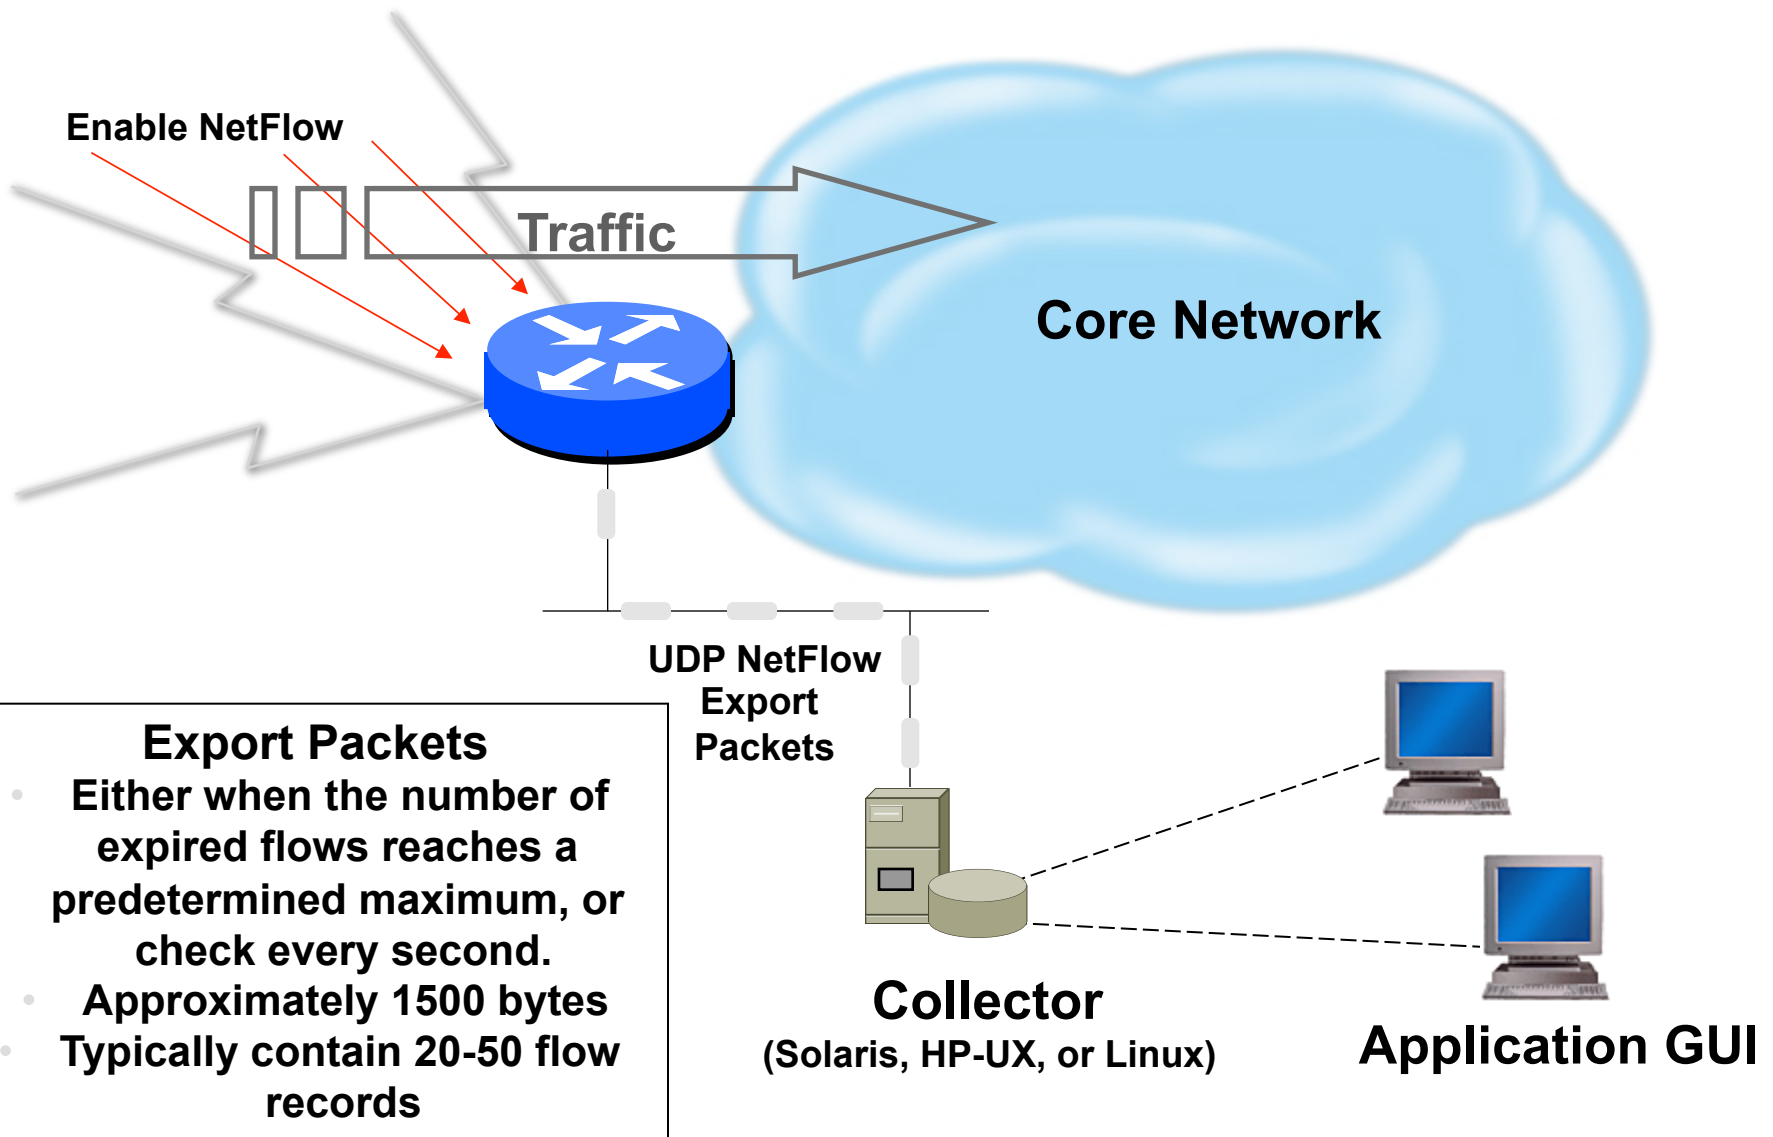 Enable NetFlow
Traffic
Core Network
UDP NetFlow
Export
Packets
Export Packets
• Either when the number of
expired flows reaches a
predetermined maximum, or
check every second.
• Approximately 1500 bytes
• Typically contain 20-50 flow
records
Collector
(Solaris, HP-UX, or Linux)
Application GUI